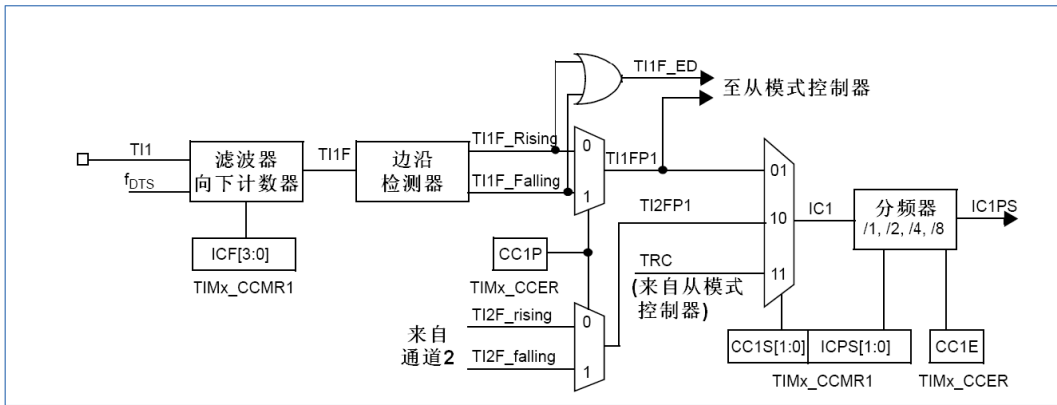 TI1F_ED
至从模式控制器
TI1
fDTS
滤波器
向下计数器
TI1F
边沿
检测器
TI1F_Rising
TI1F_Falling
0
1
TI1FP1
TI2FP1
01
10
11
IC1
分频器
/1, /2, /4, /8
IC1PS
ICF[3:0]
TIMx_CCMR1
CC1P
TIMx_CCER
TRC
(来自从模式
控制器)
来自
通道2
TI2F_rising
TI2F_falling
0
1
CC1S[1:0]
ICPS[1:0]
CC1E
TIMx_CCMR1
TIMx_CCER